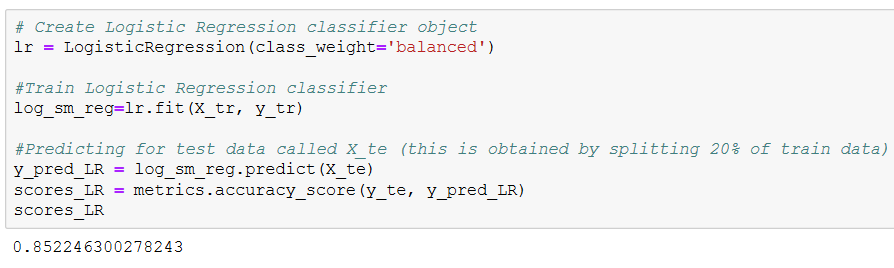 # Create Logistic Regression classifier object
lr = LogisticRegression(class_weight='balanced')
#Train Logistic Regression classifier
log_sm_reg=lr.fit(X_tr, y_tr)
#Predicting for test data called X_te (this is obtained by splitting 20% of train data)
y_pred_LR = log_sm_reg.predict(X_te)
scores_LR = metrics.accuracy_score(y_te, y_pred_LR)
scores_LR
0.852246300278243